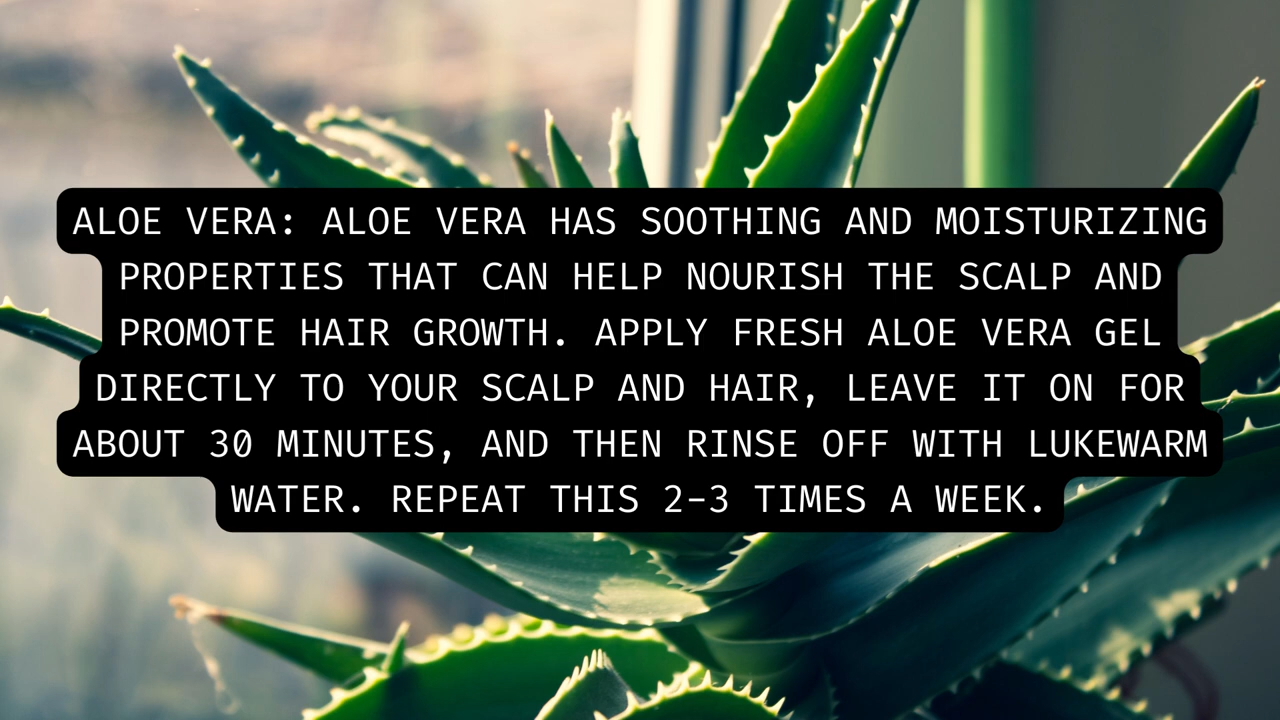 ALOE VERA: ALOE VERA HAS SOOTHING AND MOISTURIZING
PROPERTIES THAT CAN HELP NOURISH THE SCALP AND
PROMOTE HAIR GROWTH. APPLY FRESH ALOE VERA GEL
DIRECTLY TO YOUR SCALP AND HAIR, LEAVE IT ON FOR
ABOUT 30 MINUTES, AND THEN RINSE OFF WITH LUKEWARM
WATER. REPEAT THIS 2-3 TIMES A WEEK.